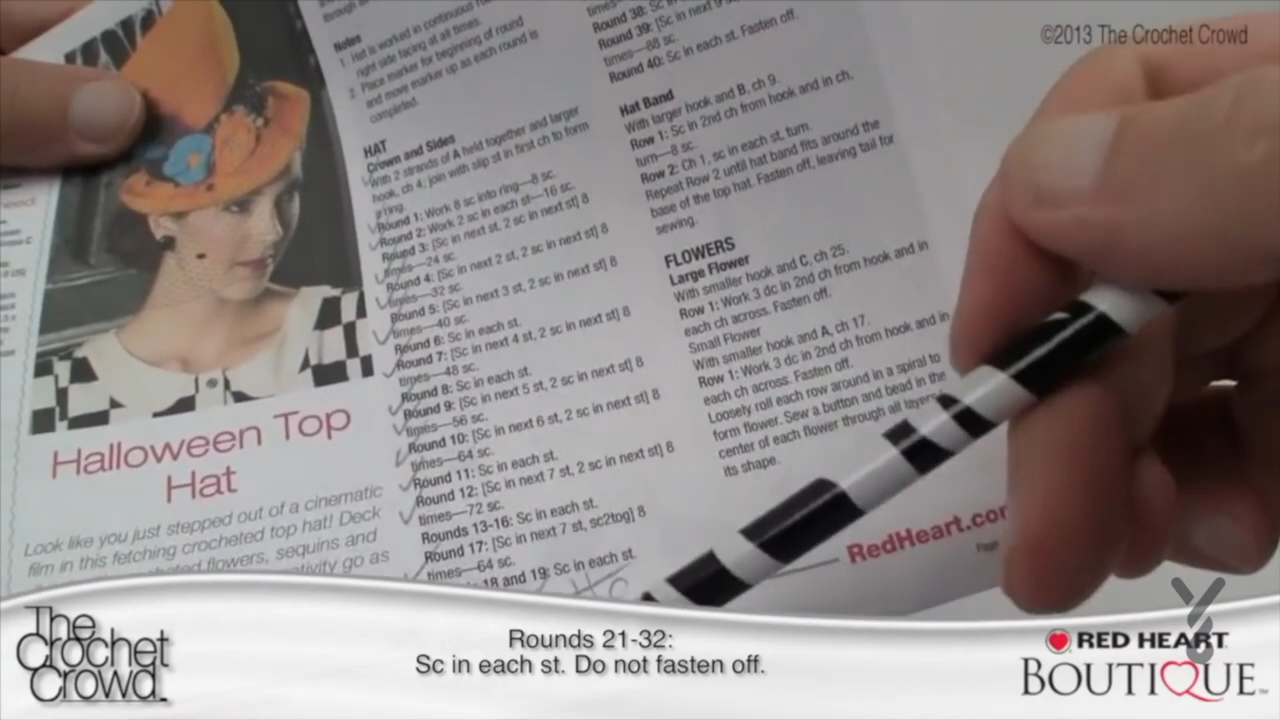 ©2013 The Crochet Crowd
Halloween Top
Hat
Look like you just stepped out of a cinematic
film in this fetching crocheted top hat! Deck
flowers, sequins and
go as
Notes
1. Hat is worked in continuous
right side facing at all times.
2. Place marker for beginning of round
and move marker up as each round is
completed.
HAT
Crown and Sides
With 2 strands of A held together and larger
hook, ch 4; join with slip st in first ch to form
a ring.
Round 1: Work 8 sc into ring—8 sc.
Round 2: Work 2 sc in each st—16 sc.
Round 3: [Sc in next st, 2 sc in next st] 8
times—24 sc.
Round 4: [Sc in next 2 st, 2 sc in next st] 8
times—32 sc.
Round 5: [Sc in next 3 st, 2 sc in next st] 8
times—40 sc.
Round 6: Sc in each st.
Round 7: [Sc in next 4 st, 2 sc in next st] 8
times—48 sc.
Round 8: Sc in each st.
Round 9: [Sc in next 5 st, 2 sc in next st] 8
times—56 sc.
Round 10: [Sc in next 6 st, 2 sc in next st] 8
times—64 sc.
Round 11: Sc in each st.
Round 12: [Sc in next 7 st, 2 sc in next st] 8
times—72 sc.
Rounds 13-16: Sc in each st.
Round 17: [Sc in next 7 st, sc2tog] 8
times—64 sc.
18 and 19: Sc in each st.
Round 38: Sc in
Round 39: [Sc in next 9
times—88 sc.
Round 40: Sc in each st. Fasten off.
Hat Band
With larger hook and B, ch 9.
Row 1: Sc in 2nd ch from hook and in ch,
turn—8 sc.
Row 2: Ch 1, sc in each st, turn.
Repeat Row 2 until hat band fits around the
base of the top hat. Fasten off, leaving tail for
sewing.
FLOWERS
Large Flower
With smaller hook and C, ch 25.
Row 1: Work 3 dc in 2nd ch from hook and in
each ch across. Fasten off.
Small Flower
With smaller hook and A, ch 17.
Row 1: Work 3 dc in 2nd ch from hook and in
each ch across. Fasten off.
Loosely roll each row around in a spiral to
form flower. Sew a button and bead in the
center of each flower through all layers
its shape.
RedHeart.com
Page
The
Crochet
Crowd
Rounds 21-32:
Sc in each st. Do not fasten off.
RED HEART
BOUTIQUE